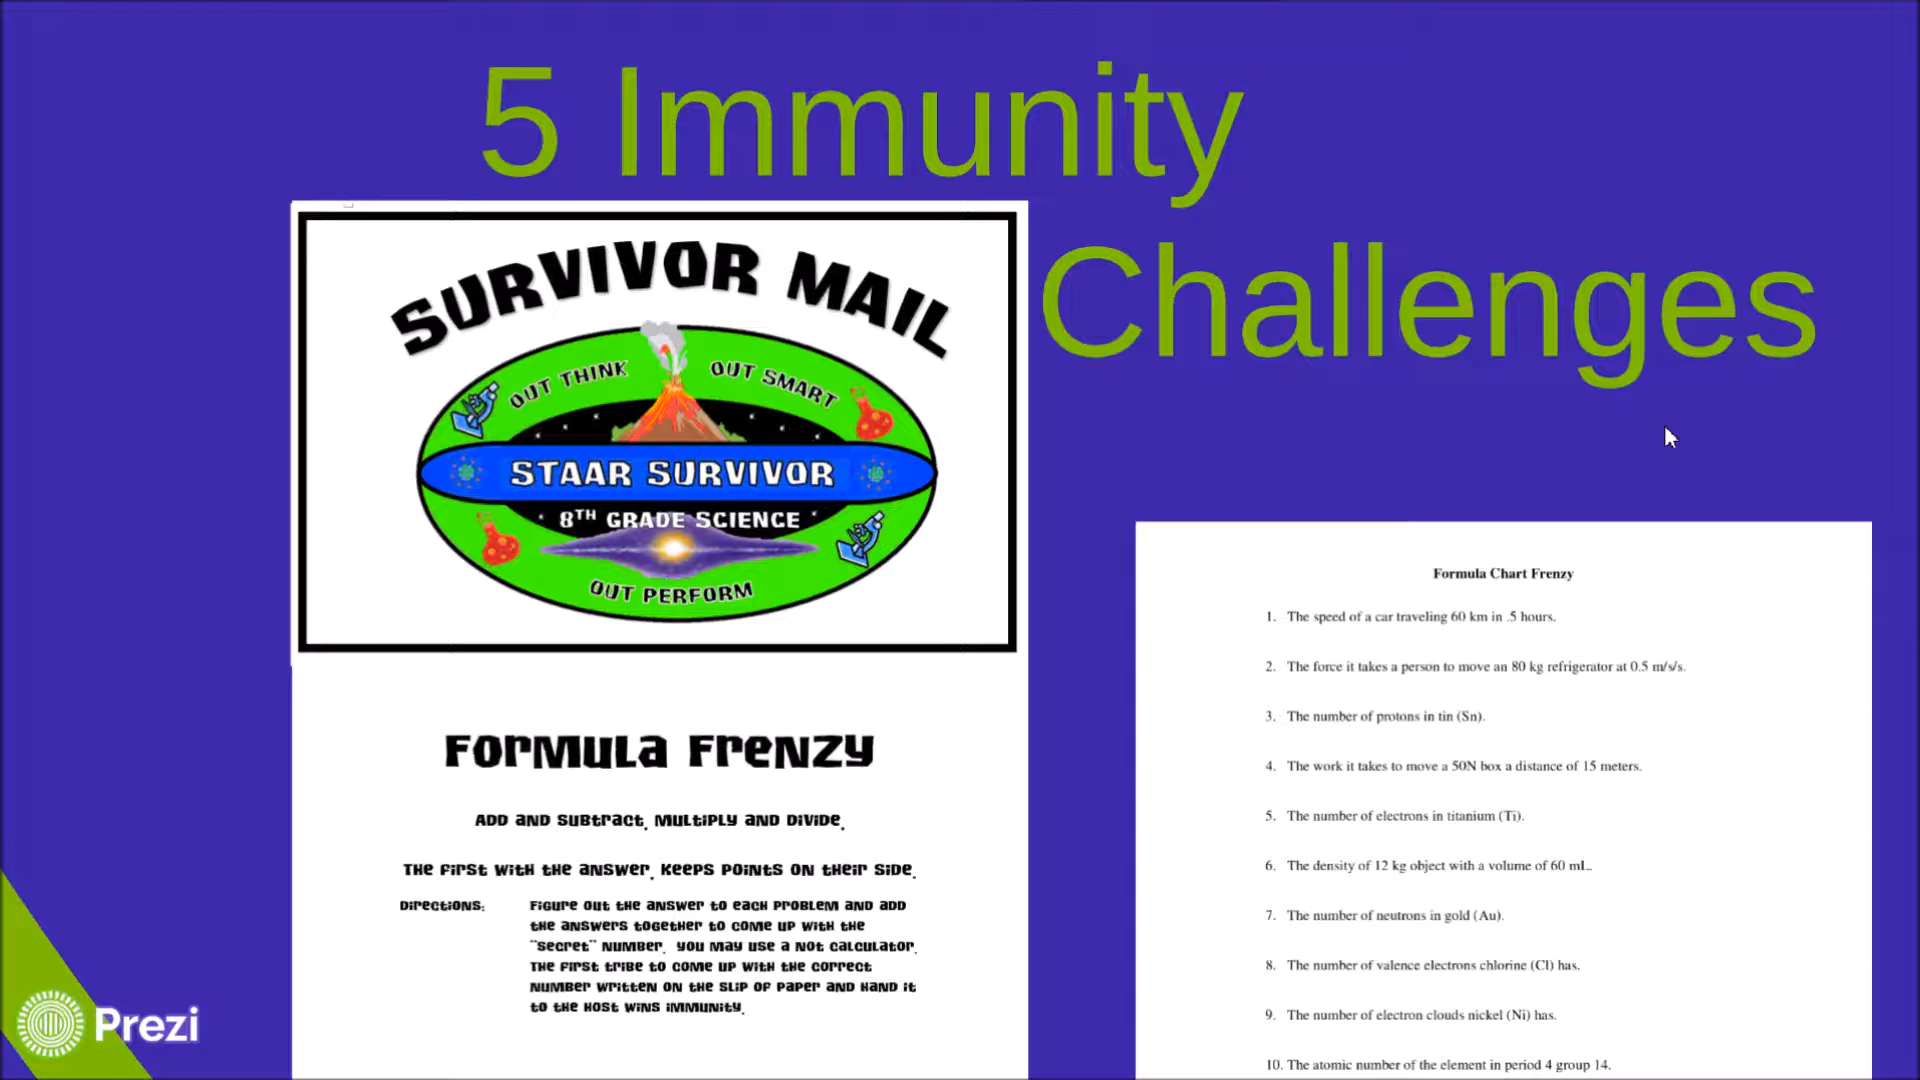 5 Immunity
Challenges
SURVIVOR MAIL
OUT THINK
OUT SMART
STAAR SURVIVOR
8TH GRADE SCIENCE
OUT PERFORM
Formula Frenzy
Add and subtract, multiply and divide.
The first with the answer, keeps points on their side.
Directions: Figure out the answer to each problem and add
the answers together to come up with the
"secret" number. You may use a not calculator.
The first tribe to come up with the correct
number written on the slip of paper and hand it
to the host wins immunity.
Formula Chart Frenzy
1. The speed of a car traveling 60 km in .5 hours.
2. The force it takes a person to move an 80 kg refrigerator at 0.5 m/s/s.
3. The number of protons in tin (Sn).
4. The work it takes to move a 50N box a distance of 15 meters.
5. The number of electrons in titanium (Ti).
6. The density of 12 kg object with a volume of 60 mL.
7. The number of neutrons in gold (Au).
8. The number of valence electrons chlorine (Cl) has.
9. The number of electron clouds nickel (Ni) has.
10. The atomic number of the element in period 4 group 14.
Prezi